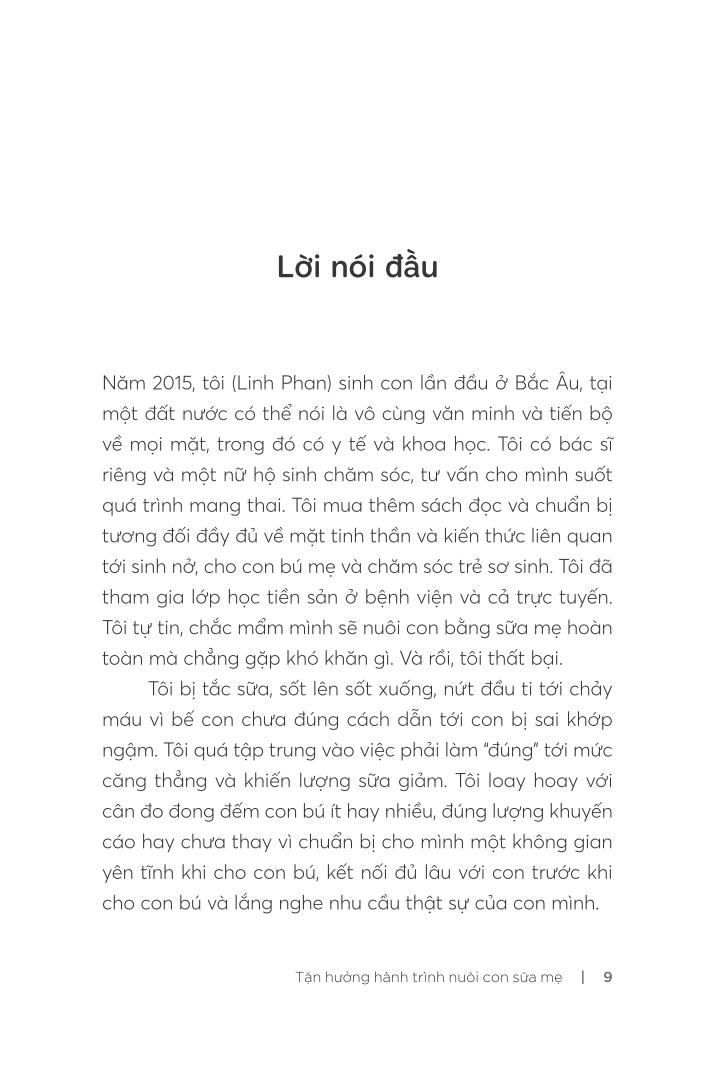 Lời nói đầu
Năm 2015, tôi (Linh Phan) sinh con lần đầu ở Bắc Âu, tại
một đất nước có thể nói là vô cùng văn minh và tiến bộ
về mọi mặt, trong đó có y tế và khoa học. Tôi có bác sĩ
riêng và một nữ hộ sinh chăm sóc, tư vấn cho mình suốt
quá trình mang thai. Tôi mua thêm sách đọc và chuẩn bị
tương đối đầy đủ về mặt tinh thần và kiến thức liên quan
tới sinh nở, cho con bú mẹ và chăm sóc trẻ sơ sinh. Tôi đã
tham gia lớp học tiền sản ở bệnh viện và cả trực tuyến.
Tôi tự tin, chắc mẩm mình sẽ nuôi con bằng sữa mẹ hoàn
toàn mà chẳng gặp khó khăn gì. Và rồi, tôi thất bại.
Tôi bị tắc sữa, sốt lên sốt xuống, nứt đầu ti tới chảy
máu vì bế con chưa đúng cách dẫn tới con bị sai khớp
ngậm. Tôi quá tập trung vào việc phải làm “đúng” tới mức
căng thẳng và khiến lượng sữa giảm. Tôi loay hoay với
cân đo đong đếm con bú ít hay nhiều, đúng lượng khuyến
cáo hay chưa thay vì chuẩn bị cho mình một không gian
yên tĩnh khi cho con bú, kết nối đủ lâu với con trước khi
cho con bú và lắng nghe nhu cầu thật sự của con mình.
Tận hưởng hành trình nuôi con sữa mẹ | 9